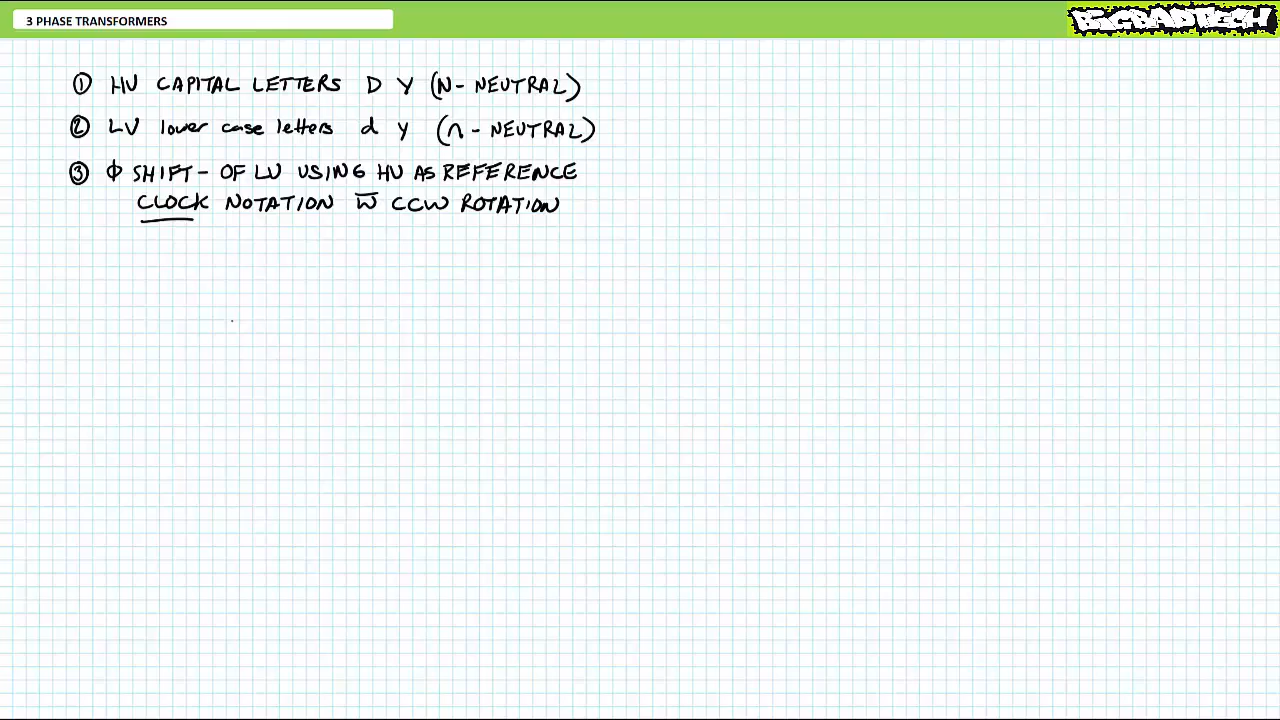 3 PHASE TRANSFORMERS
BIGBADTECH
① HV CAPITAL LETTERS D Y (N - NEUTRAL)
② LV lower case letters d y (n - NEUTRAL)
③ Φ SHIFT - OF LV USING HV AS REFERENCE
CLOCK NOTATION w̅ CCW ROTATION